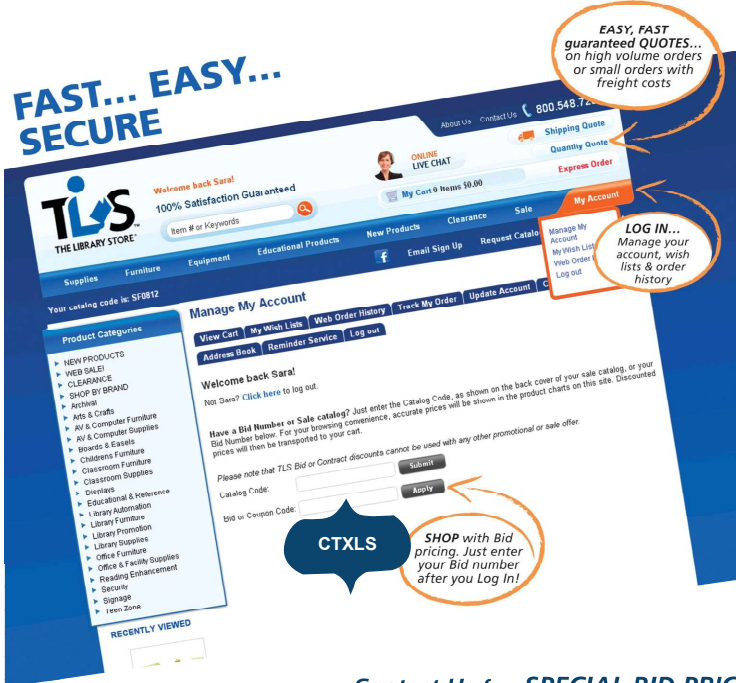 FAST... EASY...
SECURE
EASY, FAST
guaranteed QUOTES...
on high volume orders
or small orders with
freight costs
About Us Contact Us 800.548.72
TLS
THE LIBRARY STORE
Welcome back Sara!
100% Satisfaction Guaranteed
Item # or Keywords
ONLINE
LIVE CHAT
My Cart 0 Items $0.00
Shipping Quote
Quantity Quote
Express Order
Supplies Furniture Equipment Educational Products New Products Clearance Sale My Account
Email Sign Up Request Catalo
Manage My
Account
My Wish List
Web Order
Log out
LOG IN...
Manage your
account, wish
lists & order
history
Your catalog code is: SF0812
Product Categories
NEW PRODUCTS
WEB SALE!
CLEARANCE
SHOP BY BRAND
Archival
Arts & Crafts
AV & Computer Furniture
AV & Computer Supplies
Boards & Easels
Childrens Furniture
Classroom Furniture
Classroom Supplies
Displays
Educational & Reference
Library Automation
Library Furniture
Library Promotion
Library Supplies
Office Furniture
Office & Facility Supplies
Reading Enhancement
Security
Signage
Teen Zone
RECENTLY VIEWED
Manage My Account
View Cart My Wish Lists Web Order History Track My Order Update Account C
Address Book Reminder Service Log out
Welcome back Sara!
Not Sara? Click here to log out.
Have a Bid Number or Sale catalog? Just enter the Catalog Code, as shown on the back cover of your sale catalog, or your
Bid Number below. For your browsing convenience, accurate prices will be shown in the product charts on this site. Discounted
prices will then be transported to your cart.
Please note that TLS Bid or Contract discounts cannot be used with any other promotional or sale offer.
Catalog Code: Submit
Bid or Coupon Code: Apply
CTXLS
SHOP with Bid
pricing. Just enter
your Bid number
after you Log In!
SPECIAL BID PRIC